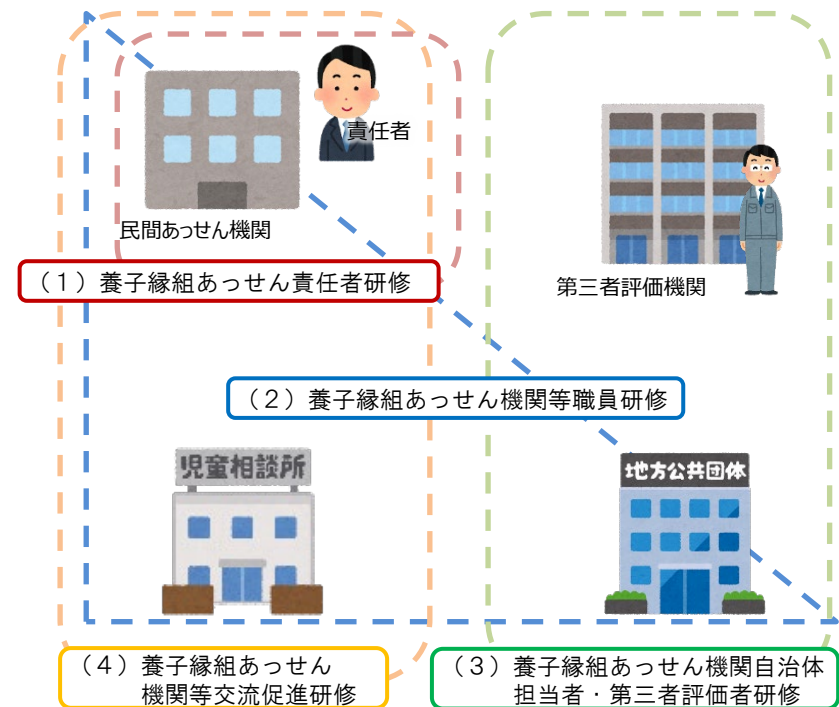 責任者
民間あっせん機関
（１）養子縁組あっせん責任者研修
第三者評価機関
（２）養子縁組あっせん機関等職員研修
児童相談所
地方公共団体
（４）養子縁組あっせん
機関等交流促進研修
（３）養子縁組あっせん機関自治体
担当者・第三者評価者研修